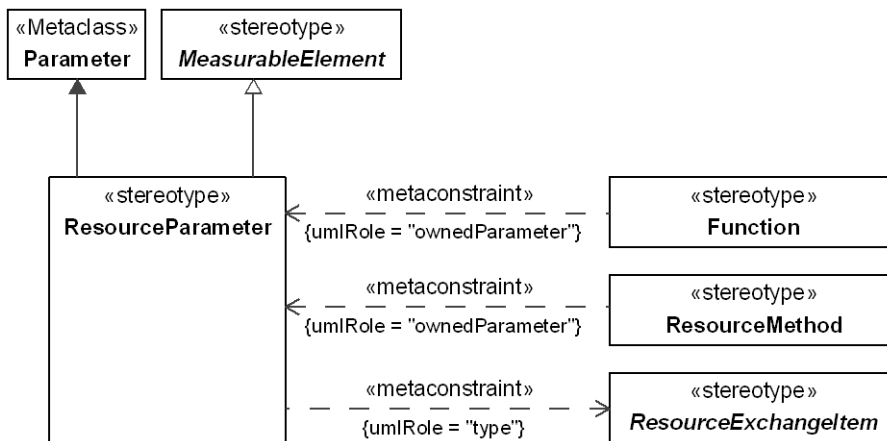 «Metaclass»
Parameter
«stereotype»
MeasurableElement
«stereotype»
ResourceParameter
«metaconstraint»
{umlRole = "ownedParameter"}
«stereotype»
Function
«metaconstraint»
{umlRole = "ownedParameter"}
«stereotype»
ResourceMethod
«metaconstraint»
{umlRole = "type"}
«stereotype»
ResourceExchangeItem